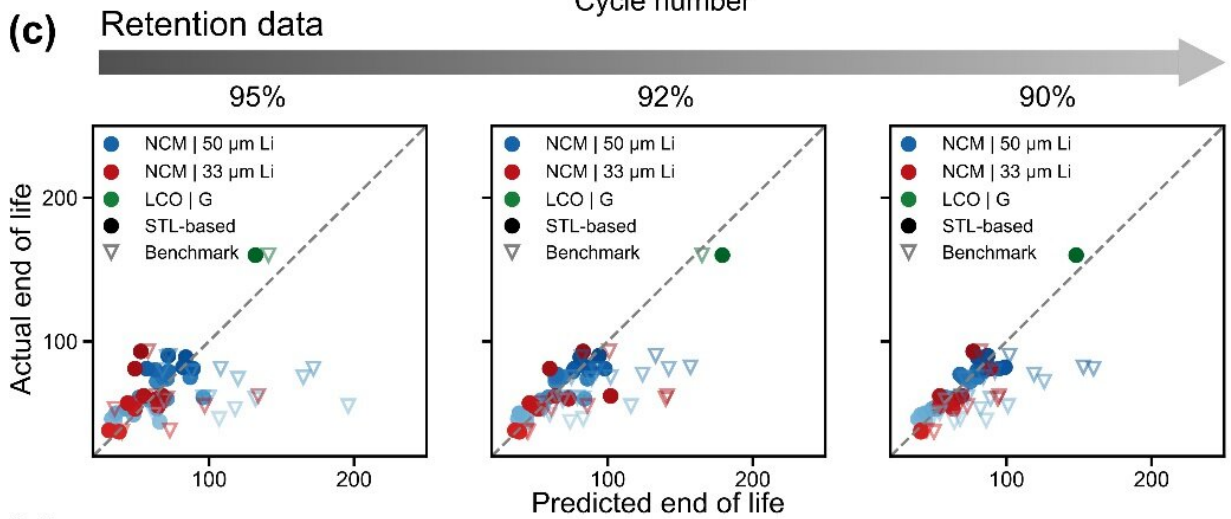 Cycle number
(c)
Retention data
95%
92%
90%
NCM | 50 μm Li
NCM | 33 μm Li
LCO | G
STL-based
Benchmark
NCM | 50 μm Li
NCM | 33 μm Li
LCO | G
STL-based
Benchmark
NCM | 50 μm Li
NCM | 33 μm Li
LCO | G
STL-based
Benchmark
Actual end of life
200
100
100
200
100
200
100
200
Predicted end of life